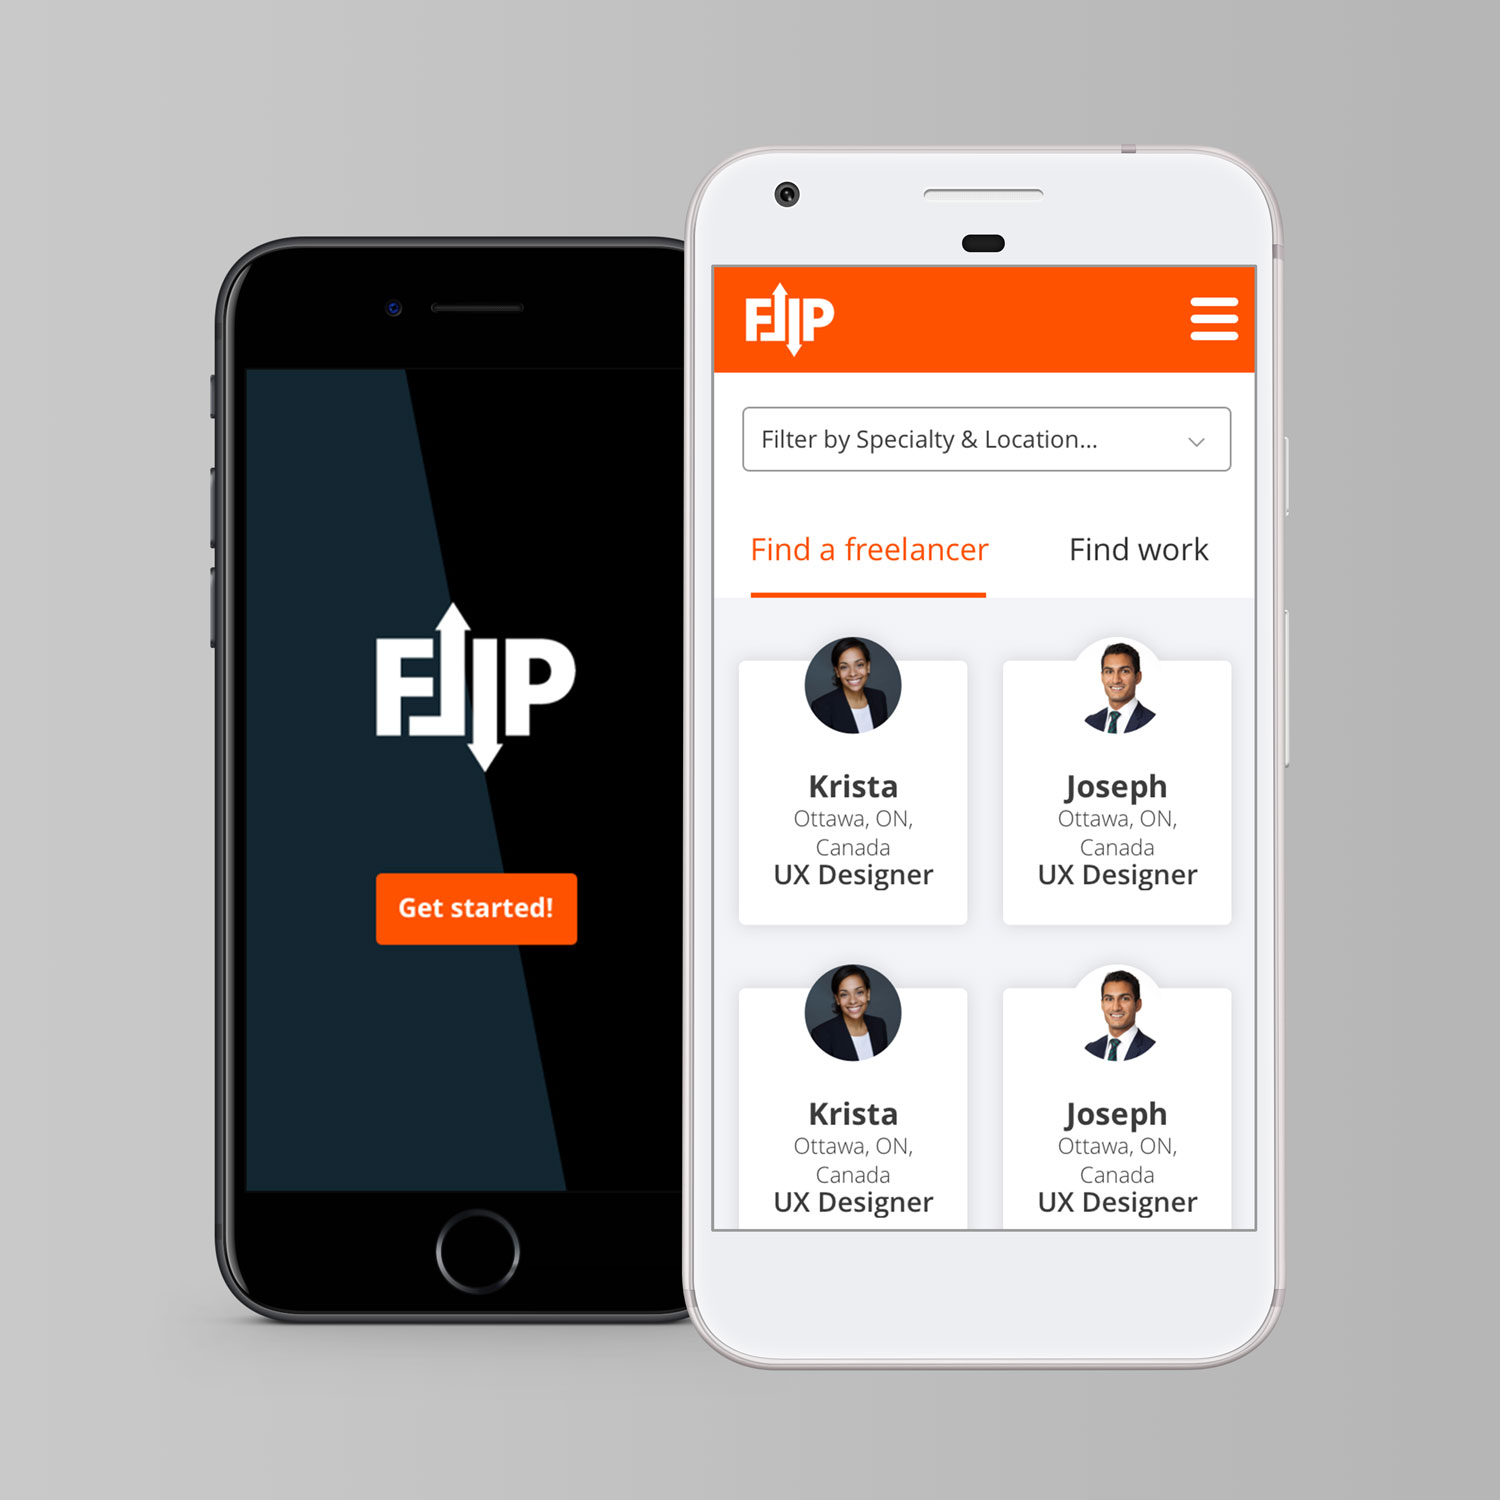 FLIP
Get started!
FLIP
Filter by Specialty & Location...
Find a freelancer
Find work
Krista
Ottawa, ON,
Canada
UX Designer
Joseph
Ottawa, ON,
Canada
UX Designer
Krista
Ottawa, ON,
Canada
UX Designer
Joseph
Ottawa, ON,
Canada
UX Designer